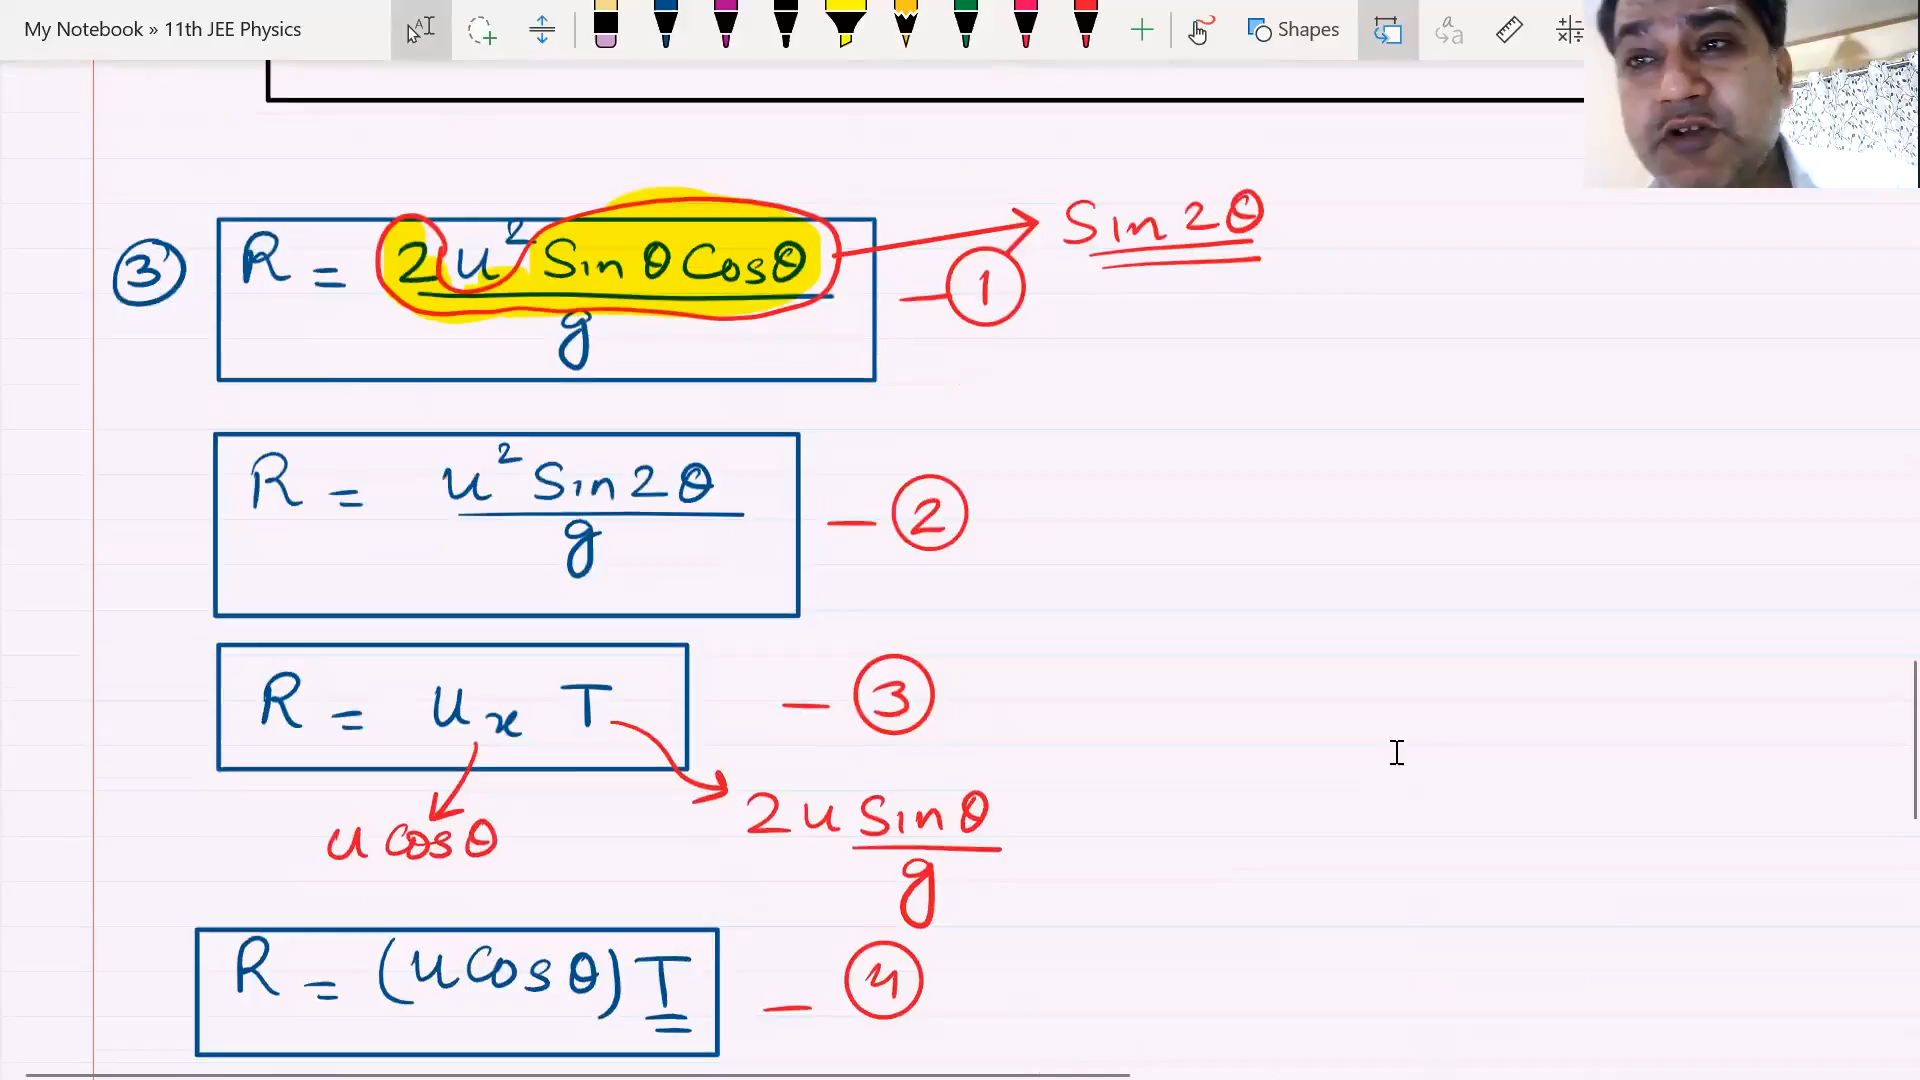 My Notebook » 11th JEE Physics
Shapes
③ R = 2u² Sin θ Cos θ / g — ① Sin 2θ
R = u² Sin 2θ / g — ②
R = uₓ T — ③
u cos θ
2u Sin θ / g
R = (u Cos θ) T — ④